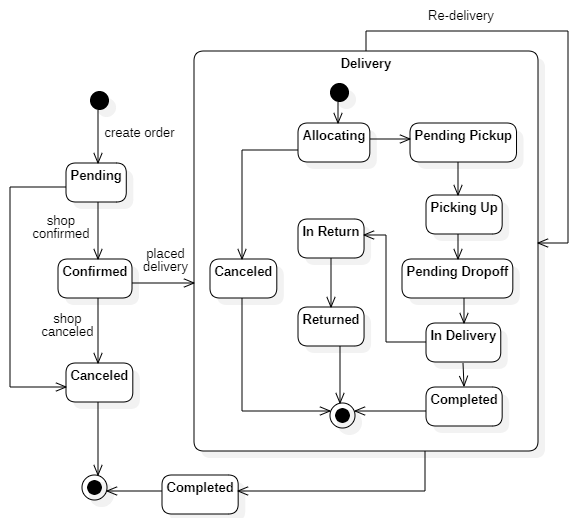 Re-delivery
Delivery
create order
Allocating
Pending Pickup
Pending
Picking Up
shop
confirmed
In Return
placed
delivery
Confirmed
Canceled
Pending Dropoff
shop
canceled
Returned
In Delivery
Canceled
Completed
Completed